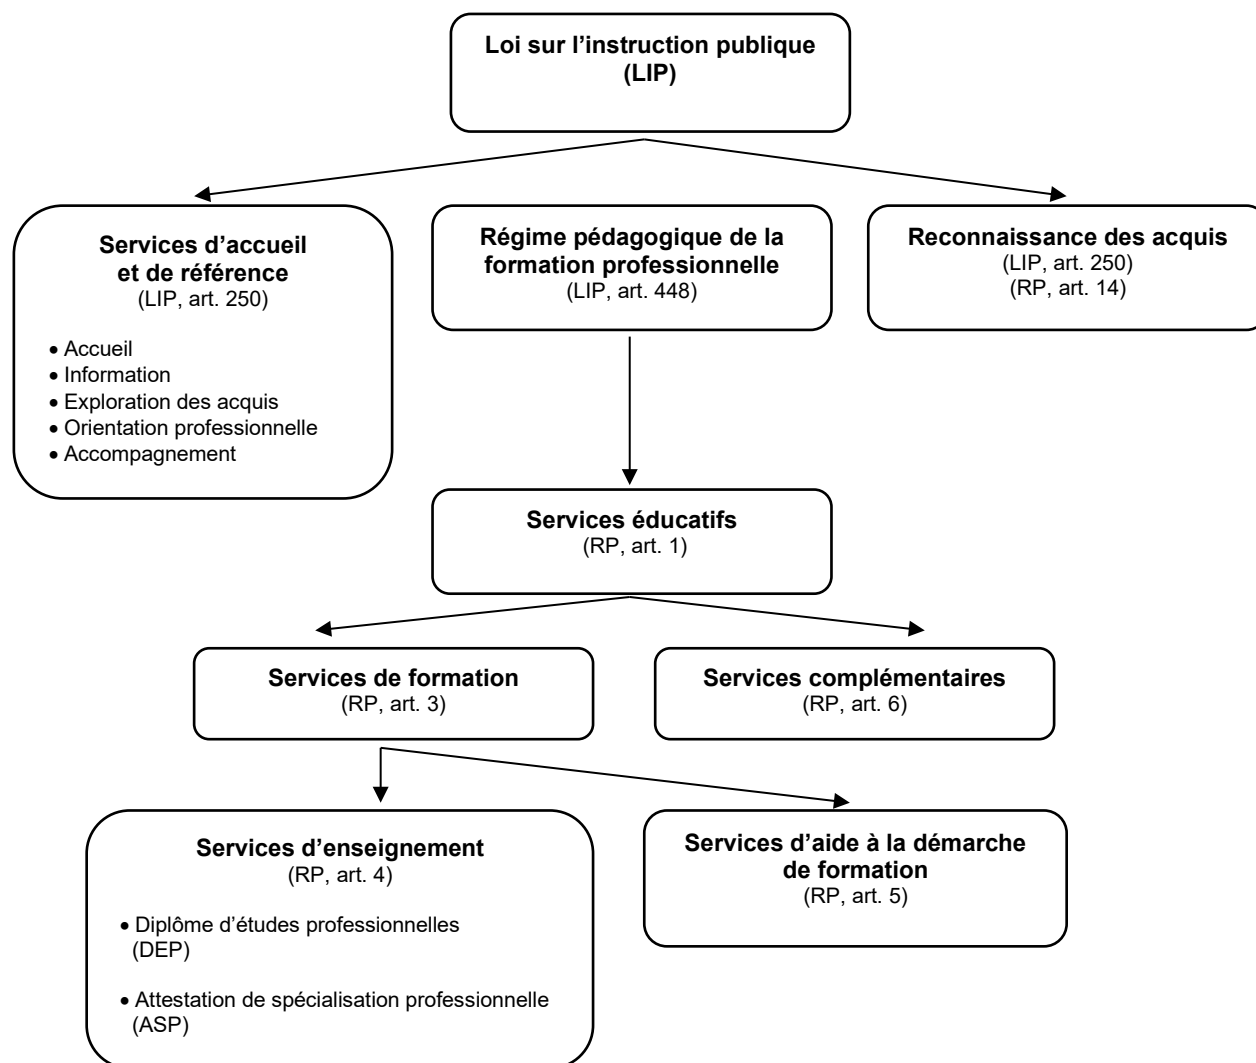 Loi sur l’instruction publique
(LIP)
Services d’accueil
et de référence
(LIP, art. 250)
• Accueil
• Information
• Exploration des acquis
• Orientation professionnelle
• Accompagnement
Régime pédagogique de la
formation professionnelle
(LIP, art. 448)
Reconnaissance des acquis
(LIP, art. 250)
(RP, art. 14)
Services éducatifs
(RP, art. 1)
Services de formation
(RP, art. 3)
Services complémentaires
(RP, art. 6)
Services d’enseignement
(RP, art. 4)
• Diplôme d’études professionnelles
(DEP)
• Attestation de spécialisation professionnelle
(ASP)
Services d’aide à la démarche
de formation
(RP, art. 5)